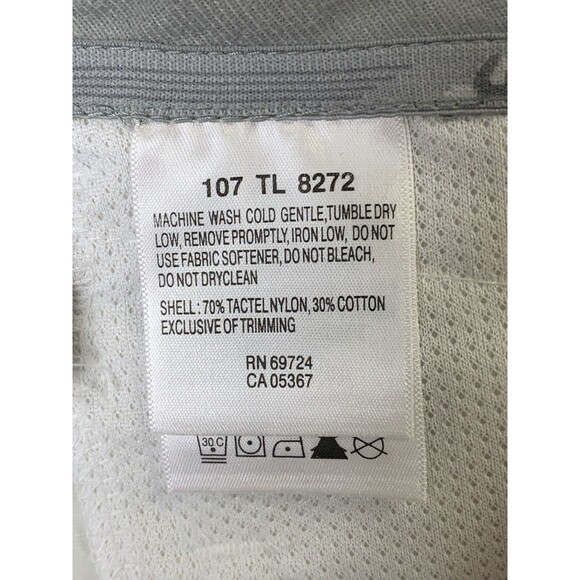 107 TL 8272
MACHINE WASH COLD GENTLE,TUMBLE DRY
LOW, REMOVE PROMPTLY, IRON LOW, DO NOT
USE FABRIC SOFTENER, DO NOT BLEACH,
DO NOT DRYCLEAN
SHELL: 70% TACTEL NYLON, 30% COTTON
EXCLUSIVE OF TRIMMING
RN 69724
CA 05367
30 C